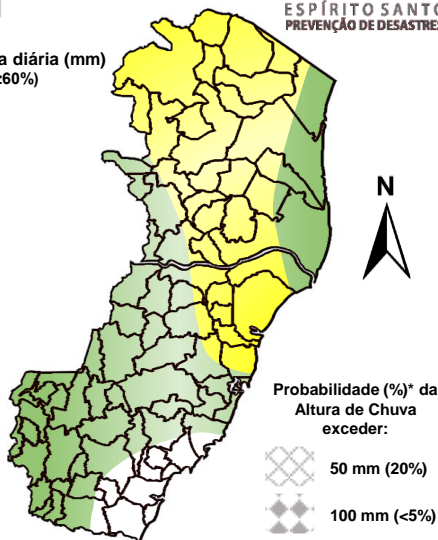 ESPÍRITO SANTO
PREVENÇÃO DE DESASTRES
a diária (mm)
60%)
N
Probabilidade (%)* da
Altura de Chuva
exceder:
50 mm (20%)
100 mm (<5%)